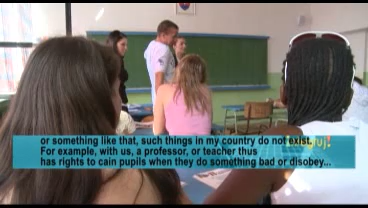 or something like that, such things in my country do not exist.
For example, with us, a professor, or teacher thus
has rights to cain pupils when they do something bad or disobey...